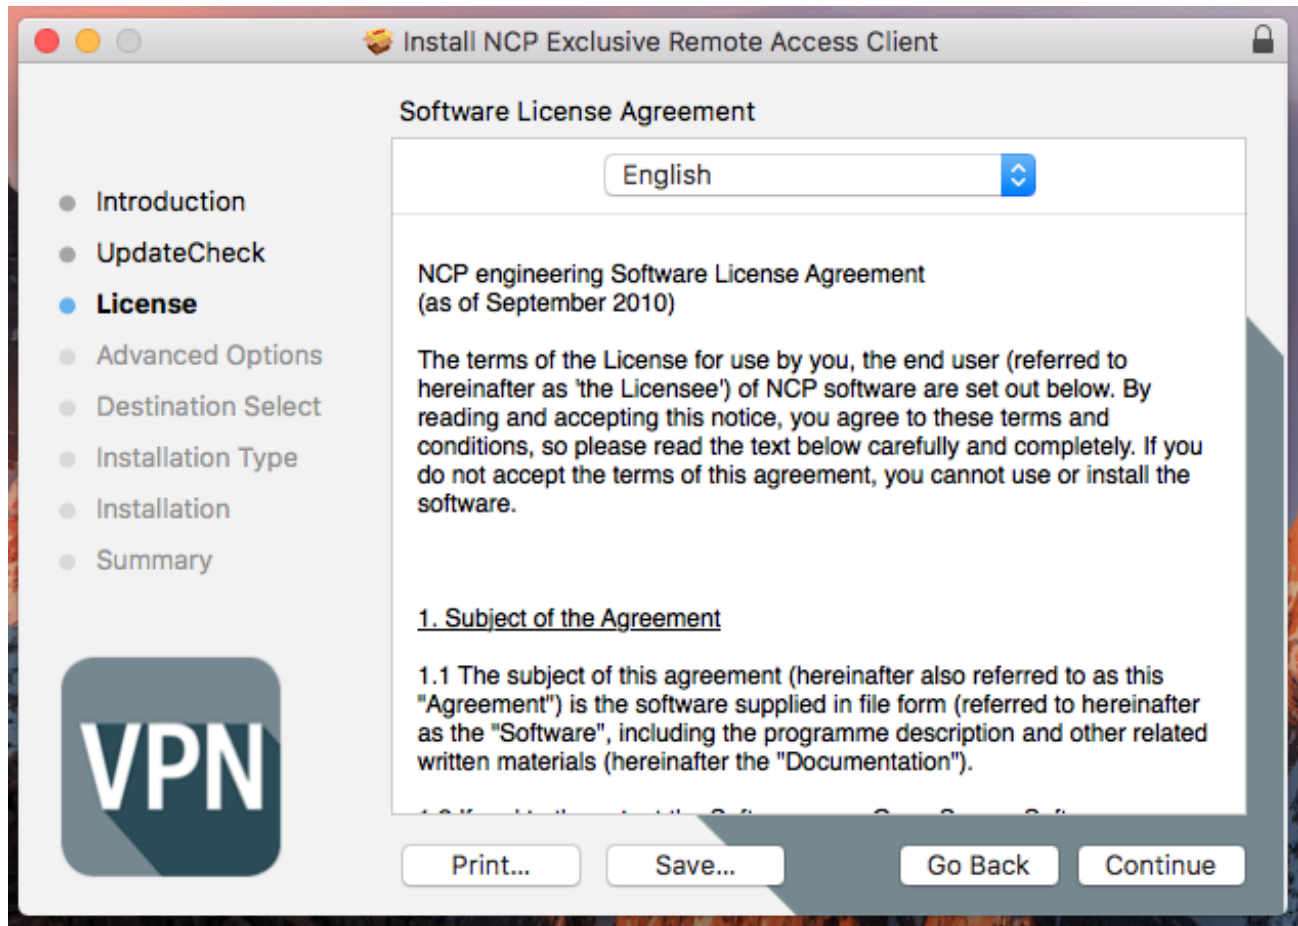 Install NCP Exclusive Remote Access Client
Software License Agreement
English
Introduction
UpdateCheck
License
Advanced Options
Destination Select
Installation Type
Installation
Summary
VPN
NCP engineering Software License Agreement
(as of September 2010)
The terms of the License for use by you, the end user (referred to
hereinafter as 'the Licensee') of NCP software are set out below. By
reading and accepting this notice, you agree to these terms and
conditions, so please read the text below carefully and completely. If you
do not accept the terms of this agreement, you cannot use or install the
software.
1. Subject of the Agreement
1.1 The subject of this agreement (hereinafter also referred to as this
"Agreement") is the software supplied in file form (referred to hereinafter
as the "Software", including the programme description and other related
written materials (hereinafter the "Documentation").
Print...
Save...
Go Back
Continue